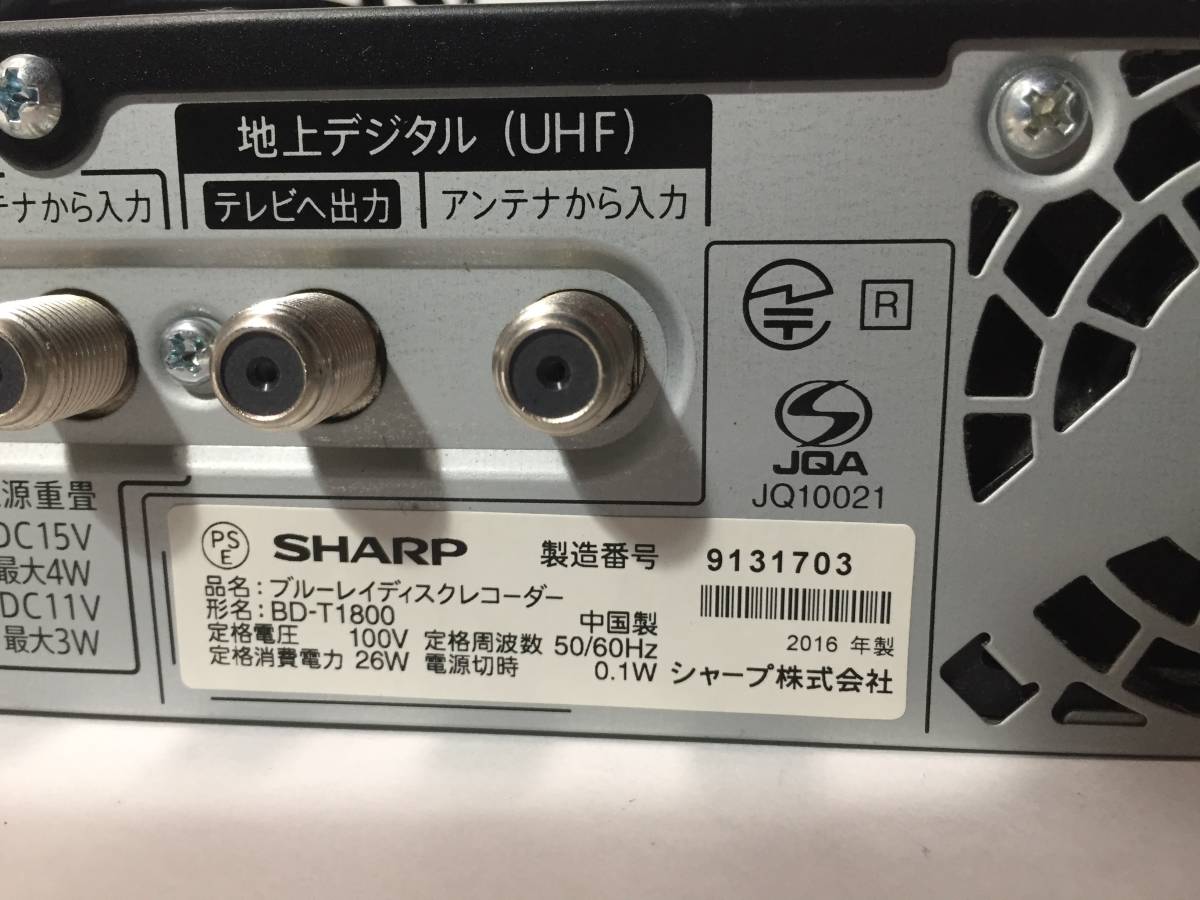 地上デジタル (UHF)
テナから入力
テレビへ出力
アンテナから入力
R
JQA
JQ10021
源重畳
DC15V
最大4W
DC11V
最大3W
PSE
SHARP
製造番号 9131703
品名:ブルーレイディスクレコーダー
形名:BD-T1800
中国製
2016 年製
定格電圧 100V 定格周波数 50/60Hz
定格消費電力 26W 電源切時 0.1W シャープ株式会社